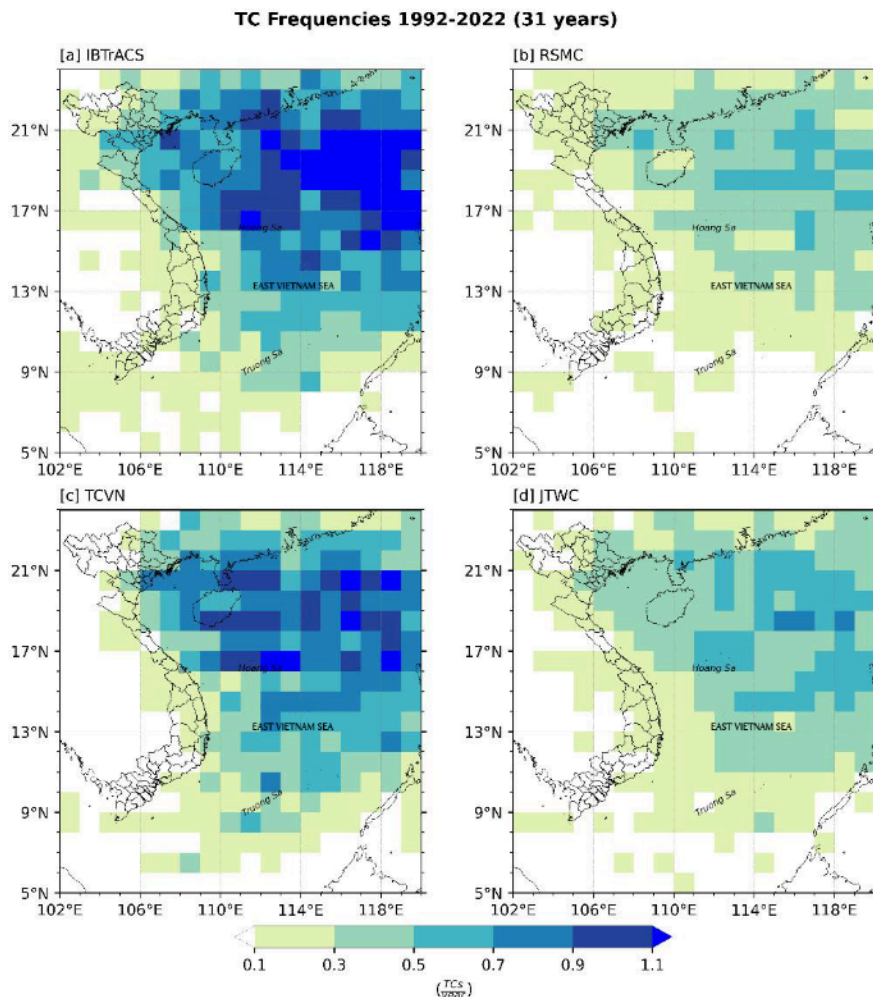 TC Frequencies 1992-2022 (31 years)
[a] IBTrACS
[b] RSMC
21°N
17°N
13°N
9°N
5°N
102°E 106°E 110°E 114°E 118°E
Hoang Sa
EAST VIETNAM SEA
Truong Sa
21°N
17°N
13°N
9°N
5°N
102°E 106°E 110°E 114°E 118°E
Hoang Sa
EAST VIETNAM SEA
Truong Sa
[c] TCVN
[d] JTWC
21°N
17°N
13°N
9°N
5°N
102°E 106°E 110°E 114°E 118°E
Hoang Sa
EAST VIETNAM SEA
Truong Sa
21°N
17°N
13°N
9°N
5°N
102°E 106°E 110°E 114°E 118°E
Hoang Sa
EAST VIETNAM SEA
Truong Sa
0.1 0.3 0.5 0.7 0.9 1.1
(TCs/year)